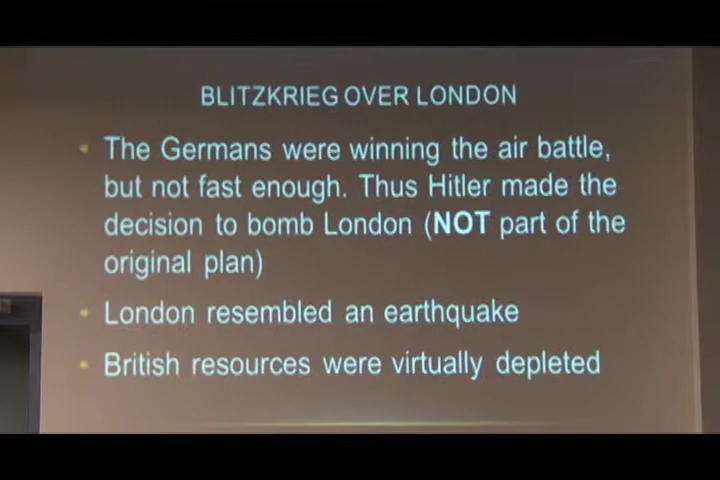 BLITZKRIEG OVER LONDON
• The Germans were winning the air battle,
but not fast enough. Thus Hitler made the
decision to bomb London (NOT part of the
original plan)
• London resembled an earthquake
• British resources were virtually depleted